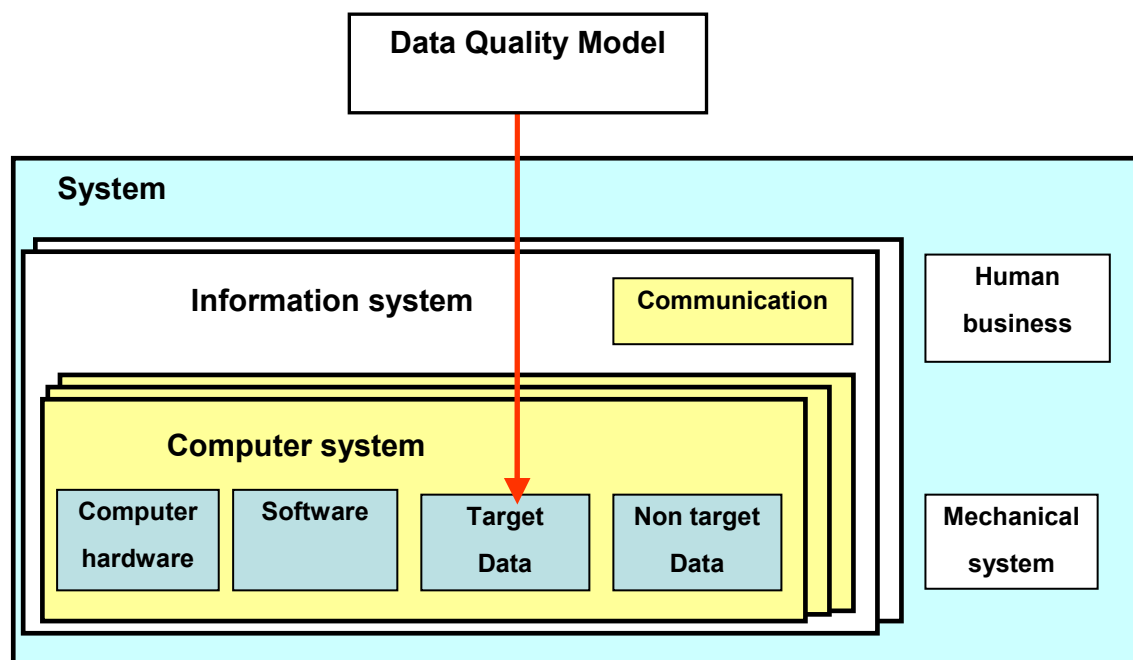 Data Quality Model
System
Information system
Communication
Human
business
Computer system
Computer
hardware
Software
Target
Data
Non target
Data
Mechanical
system